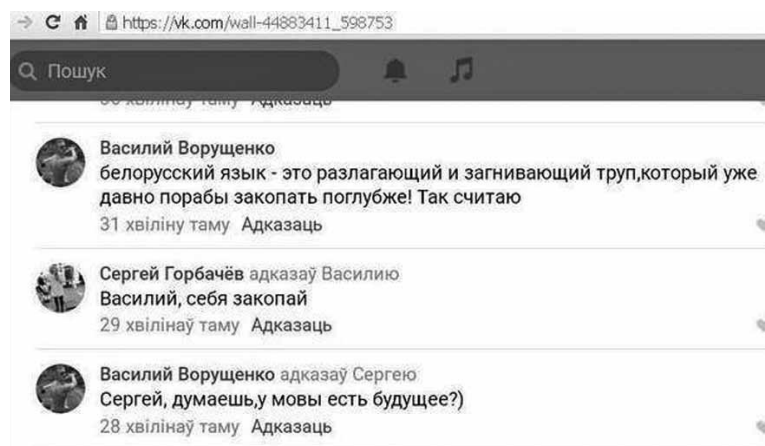 https://vk.com/wall-44883411_598753
Пошук
Василий Ворущенко
белорусский язык - это разлагающий и загнивающий труп,который уже
давно порабы закопать поглубже! Так считаю
31 хвіліну таму Адказаць
Сергей Горбачёв адказаў Василию
Василий, себя закопай
29 хвілінаў таму Адказаць
Василий Ворущенко адказаў Сергею
Сергей, думаешь,у мовы есть будущее?)
28 хвілінаў таму Адказаць